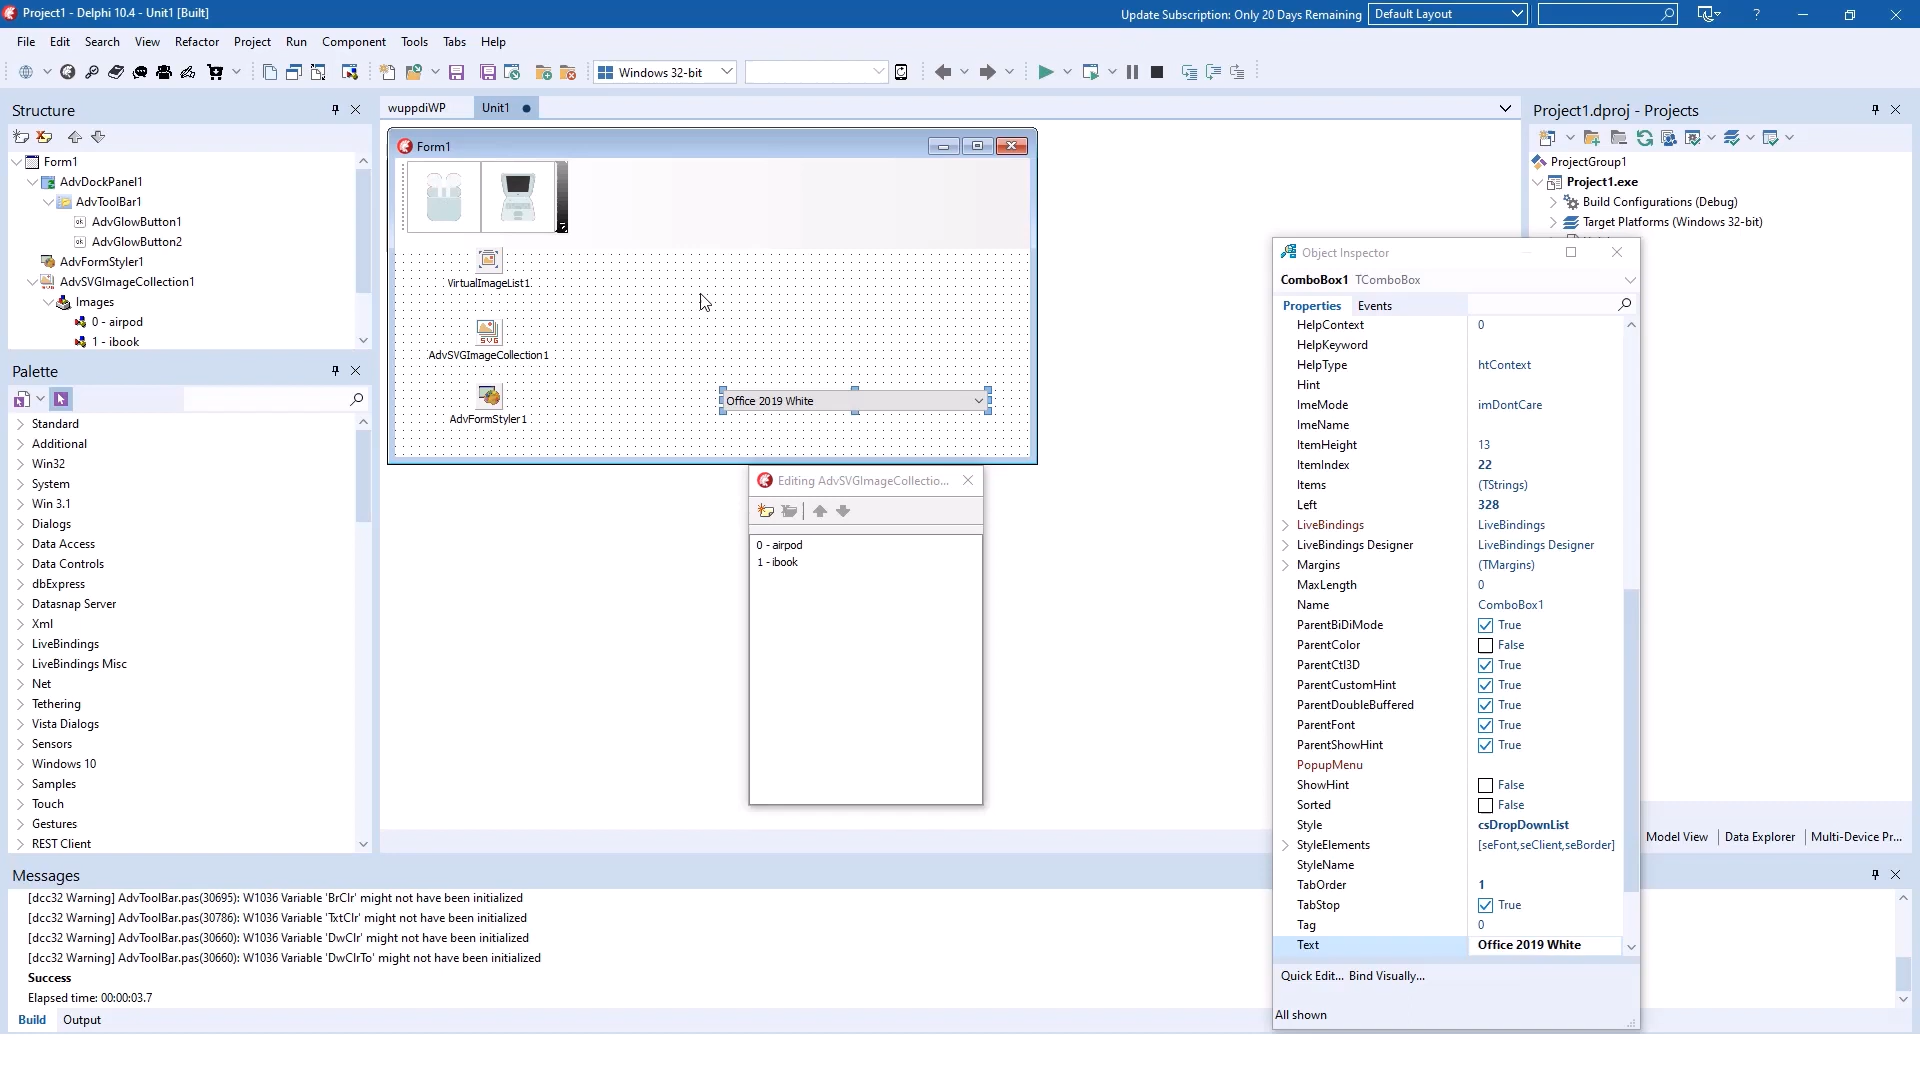 Project1 - Delphi 10.4 - Unit1 [Built]
Update Subscription: Only 20 Days Remaining
Default Layout
?
File Edit Search View Refactor Project Run Component Tools Tabs Help
Windows 32-bit
Structure
Form1
AdvDockPanel1
AdvToolBar1
AdvGlowButton1
AdvGlowButton2
AdvFormStyler1
AdvSVGImageCollection1
Images
0 - airpod
1 - ibook
Palette
Standard
Additional
Win32
System
Win 3.1
Dialogs
Data Access
Data Controls
dbExpress
Datasnap Server
Xml
LiveBindings
LiveBindings Misc
Net
Tethering
Vista Dialogs
Sensors
Windows 10
Samples
Touch
Gestures
REST Client
wuppdiWP
Unit1
Form1
VirtualImageList1
SVG
AdvSVGImageCollection1
AdvFormStyler1
Office 2019 White
Editing AdvSVGImageCollectio...
0 - airpod
1 - ibook
Project1.dproj - Projects
ProjectGroup1
Project1.exe
Build Configurations (Debug)
Target Platforms (Windows 32-bit)
Object Inspector
ComboBox1 TComboBox
Properties Events
HelpContext 0
HelpKeyword
HelpType htContext
Hint
ImeMode imDontCare
ImeName
ItemHeight 13
ItemIndex 22
Items (TStrings)
Left 328
LiveBindings LiveBindings
LiveBindings Designer LiveBindings Designer
Margins (TMargins)
MaxLength 0
Name ComboBox1
ParentBiDiMode True
ParentColor False
ParentCtl3D True
ParentCustomHint True
ParentDoubleBuffered True
ParentFont True
ParentShowHint True
PopupMenu
ShowHint False
Sorted False
Style csDropDownList
StyleElements [seFont,seClient,seBorder]
StyleName
TabOrder 1
TabStop True
Tag 0
Text Office 2019 White
Quick Edit... Bind Visually...
All shown
Model View Data Explorer Multi-Device Pr...
Messages
[dcc32 Warning] AdvToolBar.pas(30695): W1036 Variable 'BrClr' might not have been initialized
[dcc32 Warning] AdvToolBar.pas(30786): W1036 Variable 'TxtClr' might not have been initialized
[dcc32 Warning] AdvToolBar.pas(30660): W1036 Variable 'DwClr' might not have been initialized
[dcc32 Warning] AdvToolBar.pas(30660): W1036 Variable 'DwClrTo' might not have been initialized
Success
Elapsed time: 00:00:03.7
Build Output